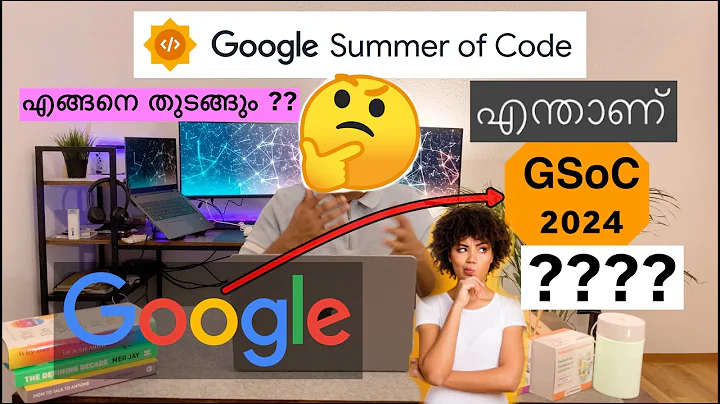 Google Summer of Code
എങ്ങനെ തുടങ്ങും ??
എന്താണ്
GSoC
2024
????
Google
THE DEFINING DECADE MEG JAY
HOW TO TALK TO ANYONE